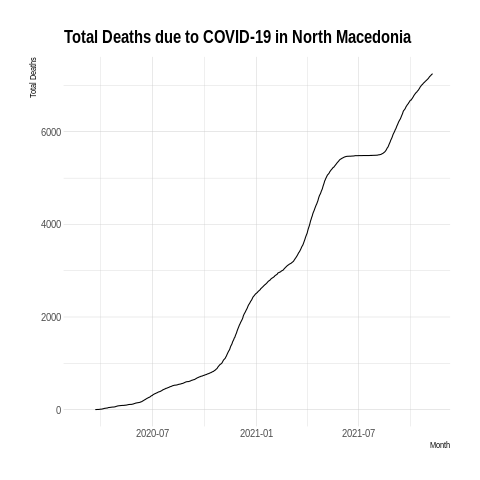 Total Deaths due to COVID-19 in North Macedonia
Total Deaths
6000
4000
2000
0
2020-07 2021-01 2021-07
Month